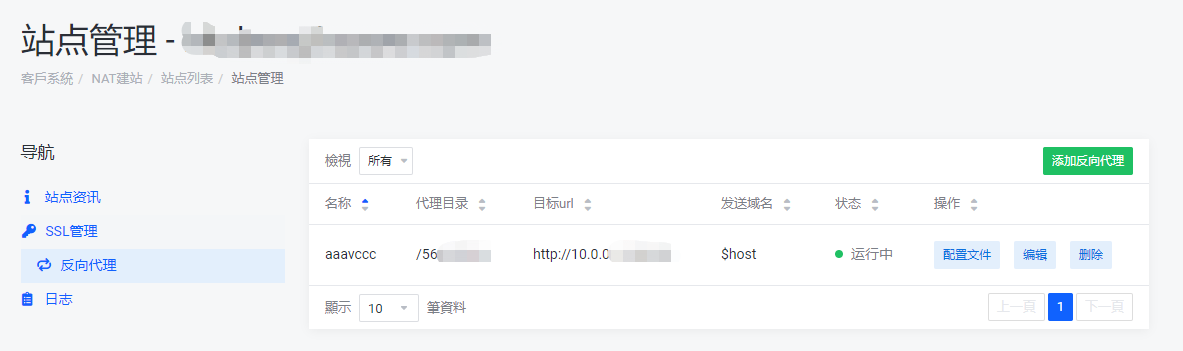 站点管理 -
客戶系統 / NAT建站 / 站点列表 / 站点管理
导航
站点资讯
SSL管理
反向代理
日志
檢視 所有 添加反向代理
名称 代理目录 目标url 发送域名 状态 操作
aaavccc /56 http://10.0.0 $host 运行中 配置文件 编辑 删除
顯示 10 筆資料 上一頁 1 下一頁